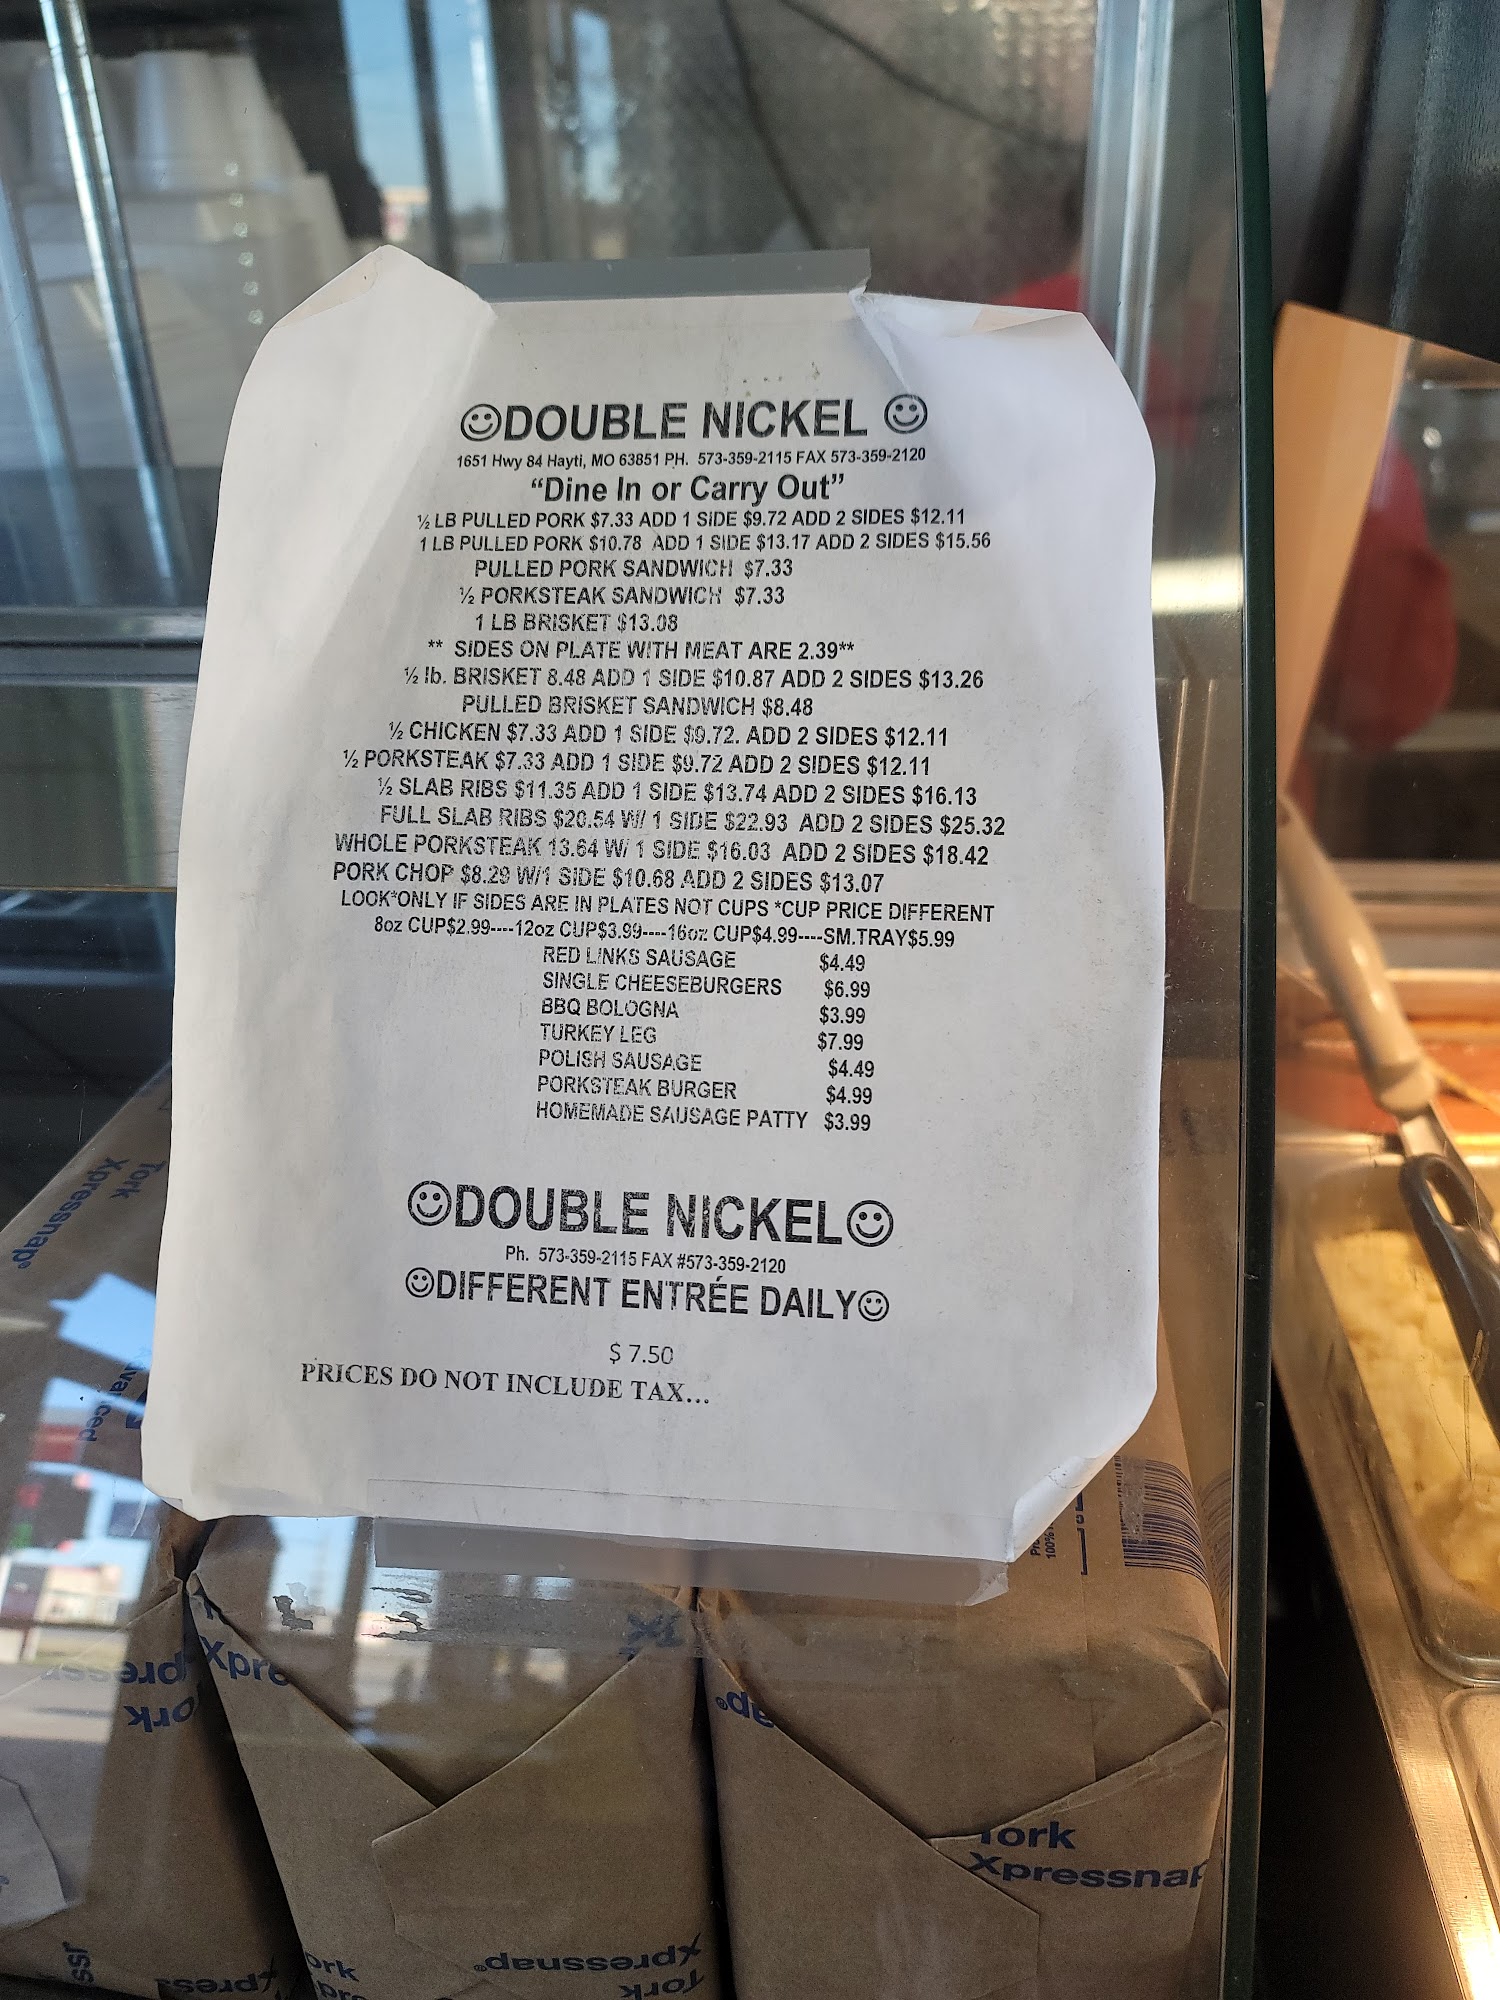 ☺DOUBLE NICKEL ☺
1651 Hwy 84 Hayti, MO 63851 PH. 573-359-2115 FAX 573-359-2120
“Dine In or Carry Out”
½ LB PULLED PORK $7.33 ADD 1 SIDE $9.72 ADD 2 SIDES $12.11
1 LB PULLED PORK $10.78 ADD 1 SIDE $13.17 ADD 2 SIDES $15.56
PULLED PORK SANDWICH $7.33
½ PORKSTEAK SANDWICH $7.33
1 LB BRISKET $13.08
** SIDES ON PLATE WITH MEAT ARE 2.39**
½ lb. BRISKET 8.48 ADD 1 SIDE $10.87 ADD 2 SIDES $13.26
PULLED BRISKET SANDWICH $8.48
½ CHICKEN $7.33 ADD 1 SIDE $9.72. ADD 2 SIDES $12.11
½ PORKSTEAK $7.33 ADD 1 SIDE $9.72 ADD 2 SIDES $12.11
½ SLAB RIBS $11.35 ADD 1 SIDE $13.74 ADD 2 SIDES $16.13
FULL SLAB RIBS $20.54 W/ 1 SIDE $22.93 ADD 2 SIDES $25.32
WHOLE PORKSTEAK 13.64 W/ 1 SIDE $16.03 ADD 2 SIDES $18.42
PORK CHOP $8.29 W/1 SIDE $10.68 ADD 2 SIDES $13.07
LOOK*ONLY IF SIDES ARE IN PLATES NOT CUPS *CUP PRICE DIFFERENT
8oz CUP$2.99----12oz CUP$3.99----16oz CUP$4.99----SM.TRAY$5.99
RED LINKS SAUSAGE $4.49
SINGLE CHEESEBURGERS $6.99
BBQ BOLOGNA $3.99
TURKEY LEG $7.99
POLISH SAUSAGE $4.49
PORKSTEAK BURGER $4.99
HOMEMADE SAUSAGE PATTY $3.99
☺DOUBLE NICKEL☺
Ph. 573-359-2115 FAX #573-359-2120
☺DIFFERENT ENTRÉE DAILY☺
$ 7.50
PRICES DO NOT INCLUDE TAX...
Tork
Xpressnap®
Tork
Xpressnap
Tork
Xpressnap®